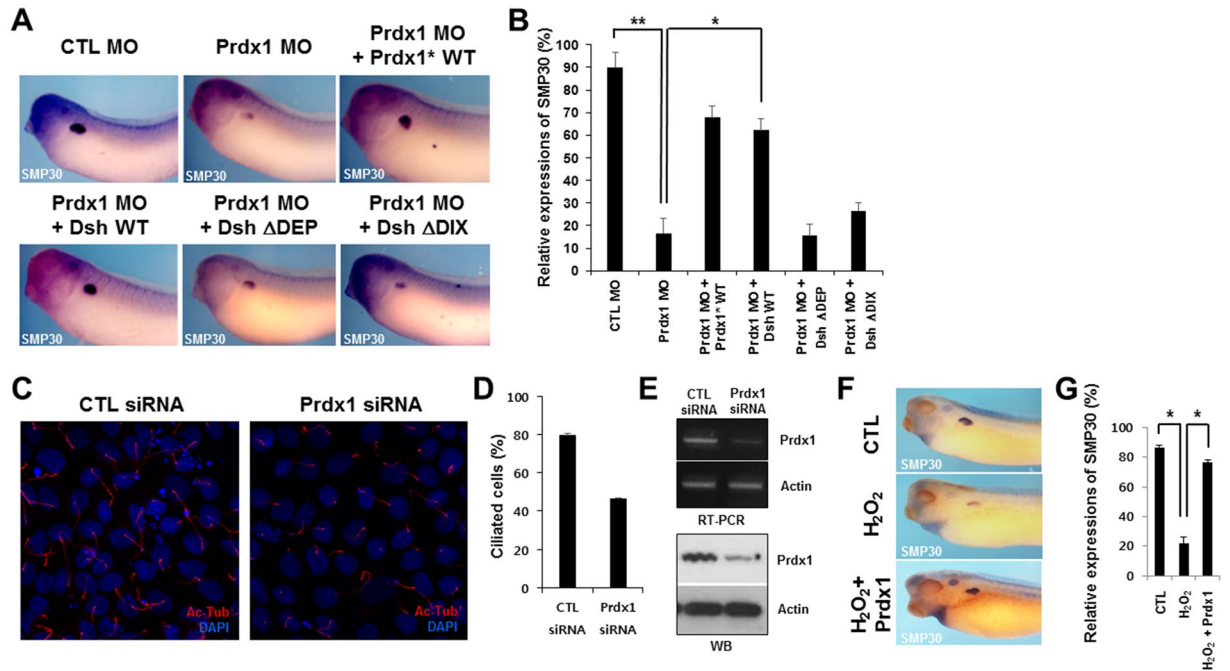 A
CTL MO
Prdx1 MO
Prdx1 MO
+ Prdx1* WT
SMP30
SMP30
SMP30
Prdx1 MO
+ Dsh WT
Prdx1 MO
+ Dsh ΔDEP
Prdx1 MO
+ Dsh ΔDIX
SMP30
SMP30
SMP30
B
Relative expressions of SMP30 (%)
**
*
100
90
80
70
60
50
40
30
20
10
0
CTL MO
Prdx1 MO
Prdx1 MO +
Prdx1* WT
Prdx1 MO +
Dsh WT
Prdx1 MO +
Dsh ΔDEP
Prdx1 MO +
Dsh ΔDIX
C
CTL siRNA
Prdx1 siRNA
Ac-Tub
DAPI
Ac-Tub
DAPI
D
Ciliated cells (%)
100
80
60
40
20
0
CTL
siRNA
Prdx1
siRNA
E
CTL
siRNA
Prdx1
siRNA
Prdx1
Actin
RT-PCR
Prdx1
Actin
WB
F
CTL
SMP30
H₂O₂
SMP30
H₂O₂+
Prdx1
SMP30
G
Relative expressions of SMP30 (%)
*
*
100
80
60
40
20
0
CTL
H₂O₂
H₂O₂ + Prdx1